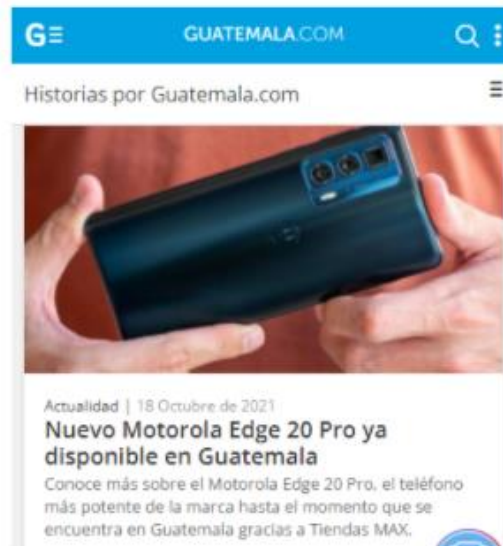 G
GUATEMALA.COM
Historias por Guatemala.com
Actualidad | 18 Octubre de 2021
Nuevo Motorola Edge 20 Pro ya
disponible en Guatemala
Conoce más sobre el Motorola Edge 20 Pro, el teléfono
más potente de la marca hasta el momento que se
encuentra en Guatemala gracias a Tiendas MAX.